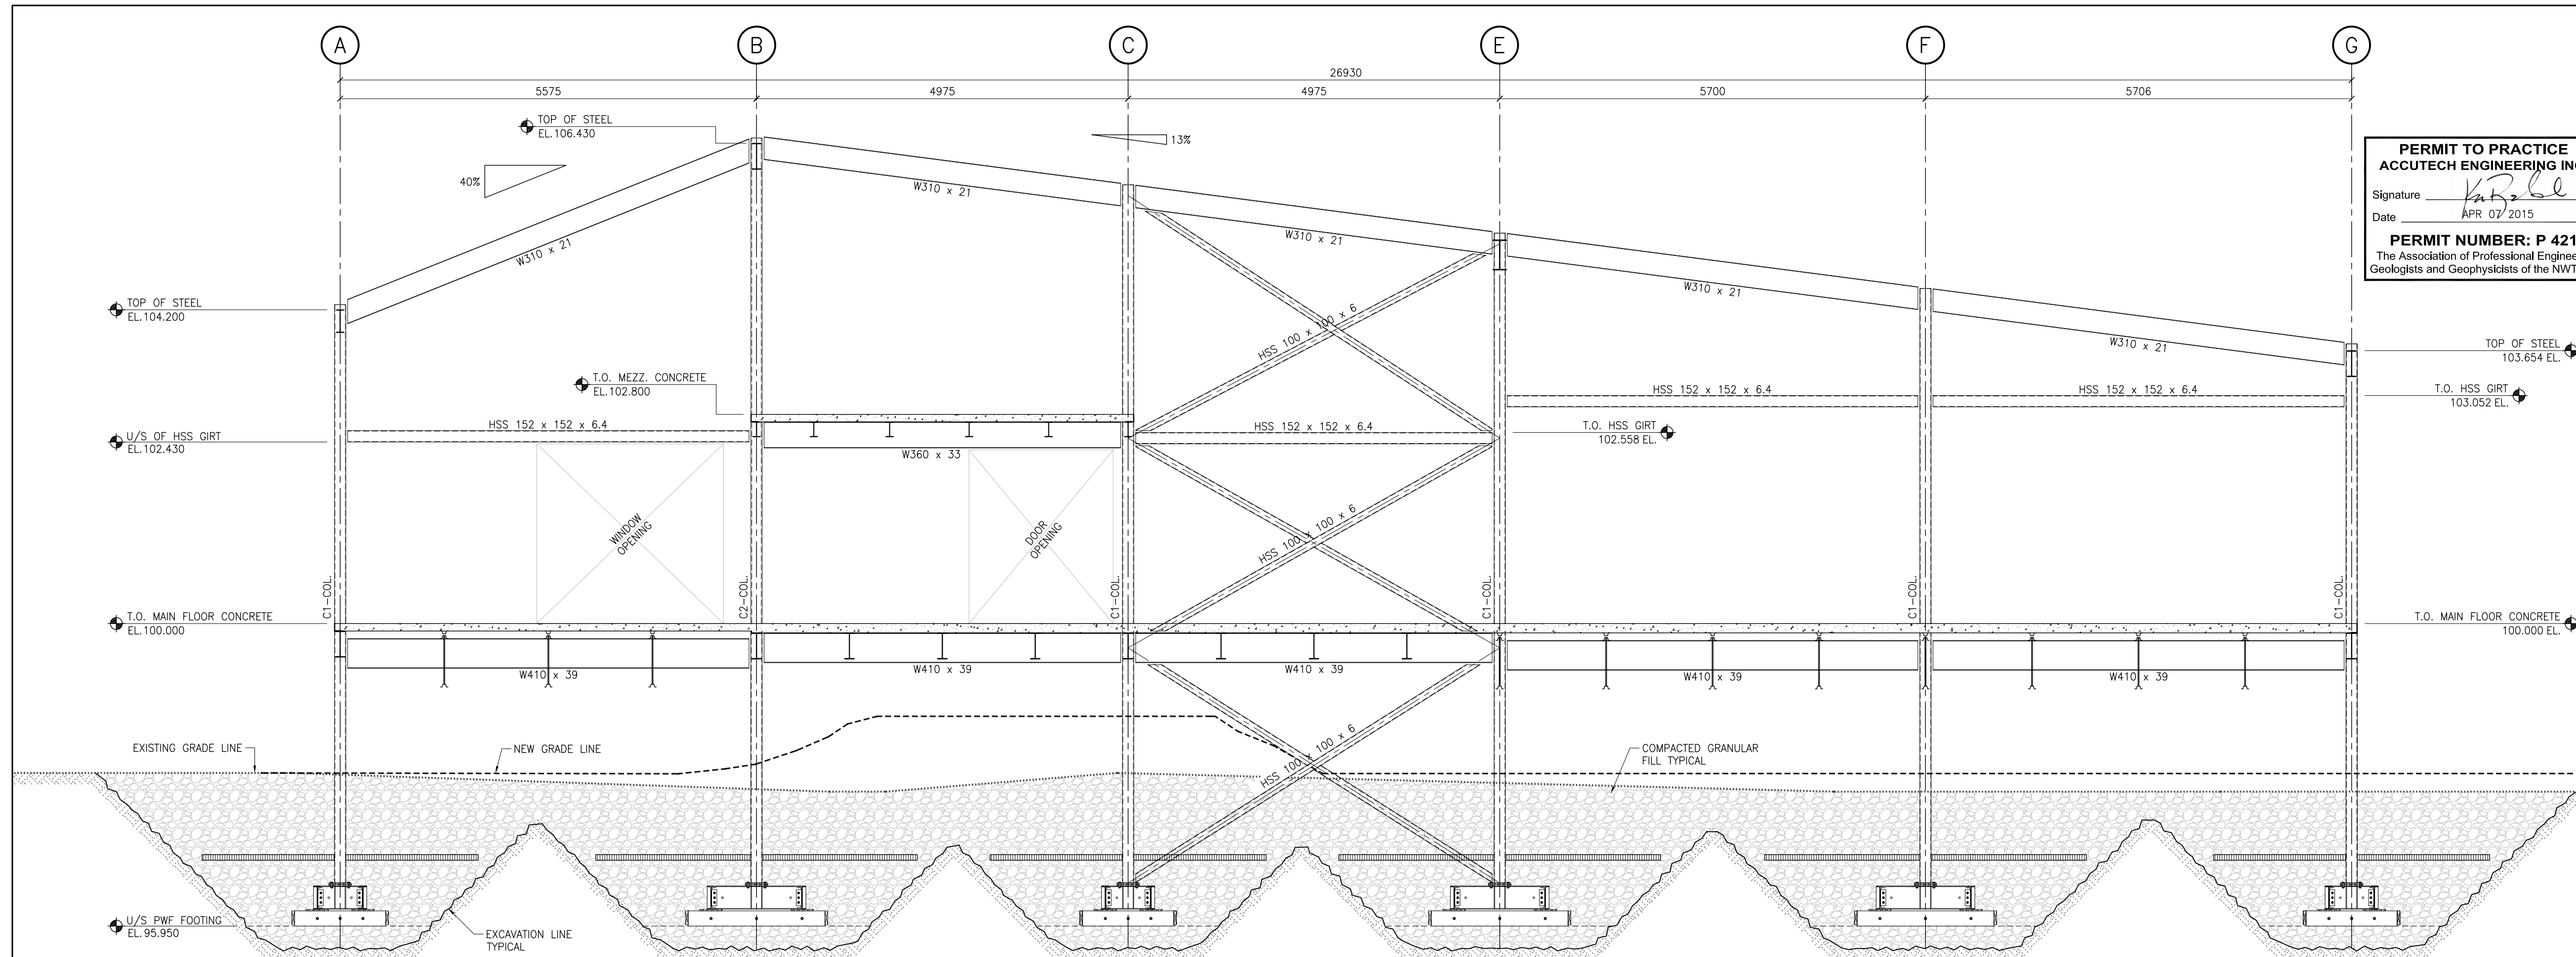 A
B
C
E
F
G
26930
5575
4975
4975
5700
5706
TOP OF STEEL
EL.106.430
13%
40%
W310 x 21
W310 x 21
W310 x 21
W310 x 21
W310 x 21
PERMIT TO PRACTICE
ACCUTECH ENGINEERING
Signature
Date APR 07 2015
PERMIT NUMBER: P 421
The Association of Professional
Geologists and Geophysicists of the NWT
TOP OF STEEL
EL.104.200
TOP OF STEEL
103.654 EL.
HSS 100 x 100 x 6
T.O. MEZZ. CONCRETE
EL.102.800
HSS 152 x 152 x 6.4
HSS 152 x 152 x 6.4
T.O. HSS GIRT
103.052 EL.
U/S OF HSS GIRT
EL.102.430
HSS 152 x 152 x 6.4
HSS 152 x 152 x 6.4
T.O. HSS GIRT
102.558 EL.
W360 x 33
WINDOW
OPENING
DOOR
OPENING
HSS 100 x 100 x 6
C1-COL.
C2-COL.
C1-COL.
C1-COL.
C1-COL.
C1-COL.
T.O. MAIN FLOOR CONCRETE
EL.100.000
T.O. MAIN FLOOR CONCRETE
100.000 EL.
W410 x 39
W410 x 39
W410 x 39
W410 x 39
W410 x 39
EXISTING GRADE LINE
NEW GRADE LINE
HSS 100 x 100 x 6
COMPACTED GRANULAR
FILL TYPICAL
U/S PWF FOOTING
EL.95.950
EXCAVATION LINE
TYPICAL